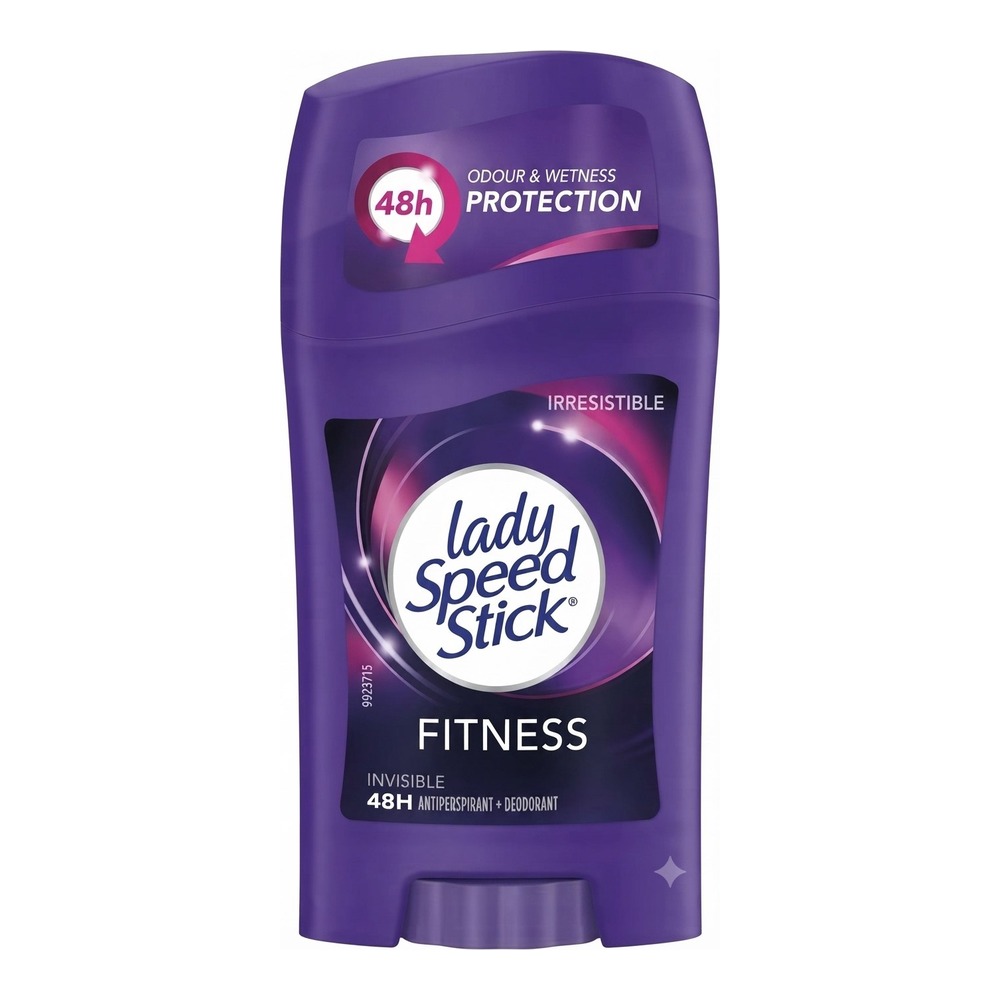 48h
ODOUR & WETNESS
PROTECTION
IRRESISTIBLE
lady
Speed
Stick®
9923715
FITNESS
INVISIBLE
48H ANTIPERSPIRANT + DEODORANT